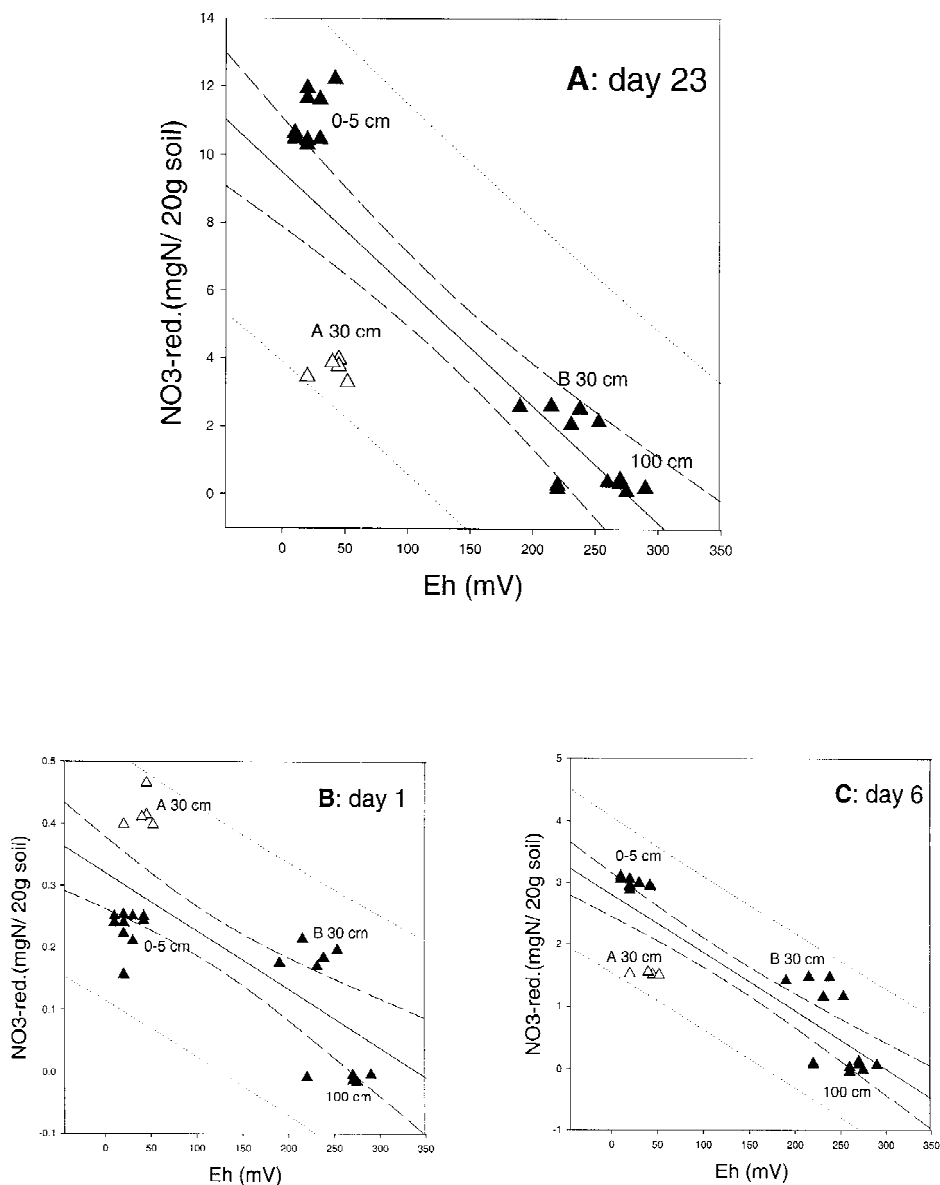 A: day 23
NO3-red.(mgN/ 20g soil)
14
12
10
8
6
4
2
0
0-5 cm
A 30 cm
B 30 cm
100 cm
0 50 100 150 200 250 300 350
Eh (mV)
B: day 1
NO3-red.(mgN/ 20g soil)
0.5
0.4
0.3
0.2
0.1
0.0
-0.1
A 30 cm
0-5 cm
B 30 cm
100 cm
0 50 100 150 200 250 300 350
Eh (mV)
C: day 6
NO3-red.(mgN/ 20g soil)
5
4
3
2
1
0
-1
0-5 cm
A 30 cm
B 30 cm
100 cm
0 50 100 150 200 250 300 350
Eh (mV)